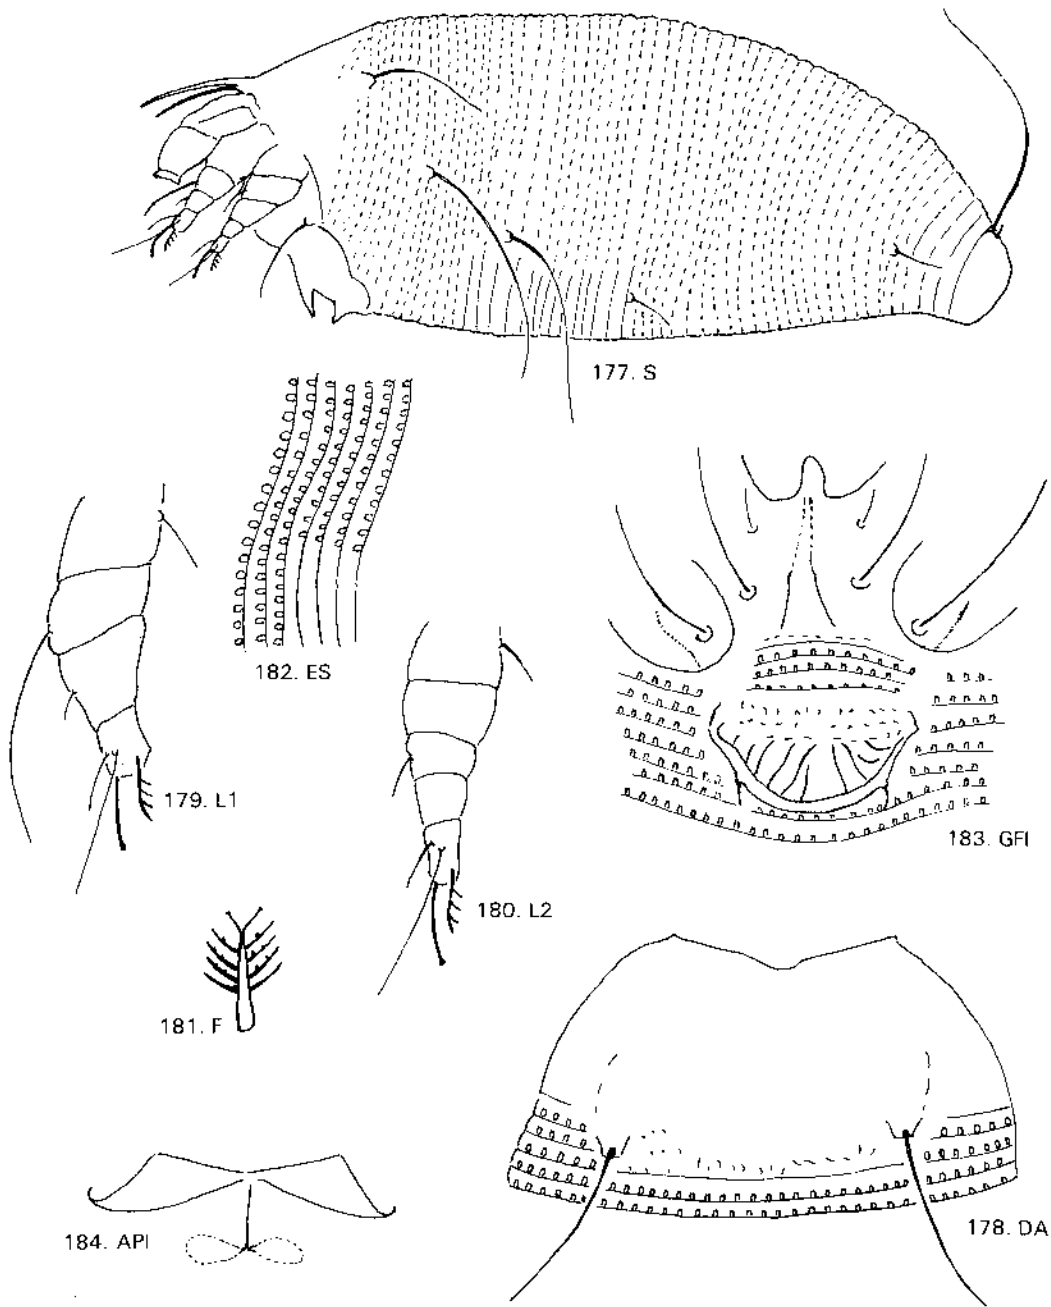 177. S
182. ES
179. L1
183. GFI
180. L2
181. F
178. DA
184. API